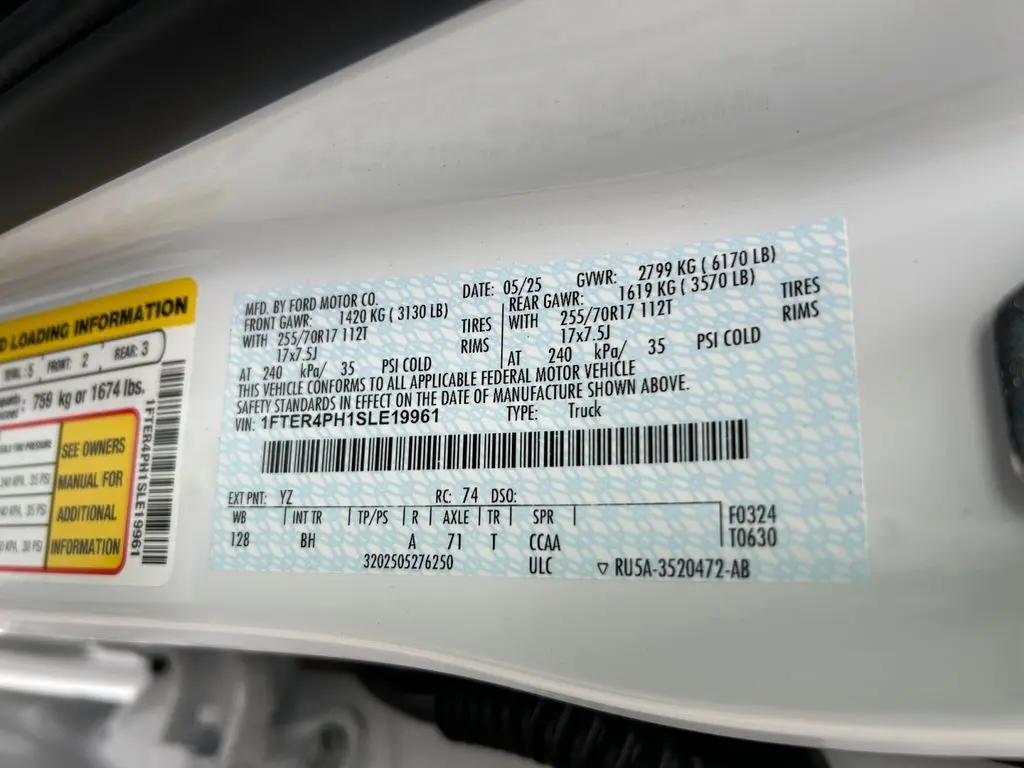 MFD. BY FORD MOTOR CO. DATE: 05/25 GVWR: 2799 KG ( 6170 LB)
FRONT GAWR: 1420 KG ( 3130 LB) REAR GAWR: 1619 KG ( 3570 LB)
WITH 255/70R17 112T TIRES WITH 255/70R17 112T TIRES
17x7.5J RIMS 17x7.5J RIMS
AT 240 kPa/ 35 PSI COLD AT 240 kPa/ 35 PSI COLD
THIS VEHICLE CONFORMS TO ALL APPLICABLE FEDERAL MOTOR VEHICLE
SAFETY STANDARDS IN EFFECT ON THE DATE OF MANUFACTURE SHOWN ABOVE.
VIN: 1FTER4PH1SLE19961 TYPE: Truck
EXT PNT: YZ RC: 74 DSO:
WB INT TR TP/PS R AXLE TR SPR F0324
128 BH A 71 T CCAA T0630
3202505276250 ULC ▽ RU5A-3520472-AB
LOADING INFORMATION
5 FRONT: 2 REAR: 3
759 kg or 1674 lbs.
SEE OWNERS
MANUAL FOR
ADDITIONAL
INFORMATION
35 PSI
35 PSI
1FTER4PH1SLE19961